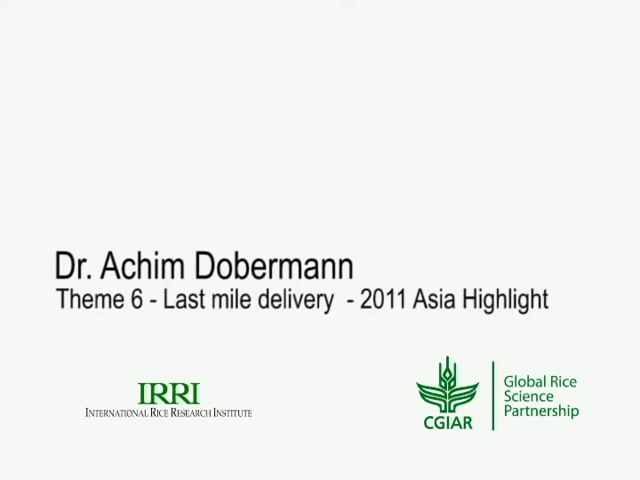 Dr. Achim Dobermann
Theme 6 - Last mile delivery - 2011 Asia Highlight
IRRI
INTERNATIONAL RICE RESEARCH INSTITUTE
CGIAR
Global Rice
Science
Partnership